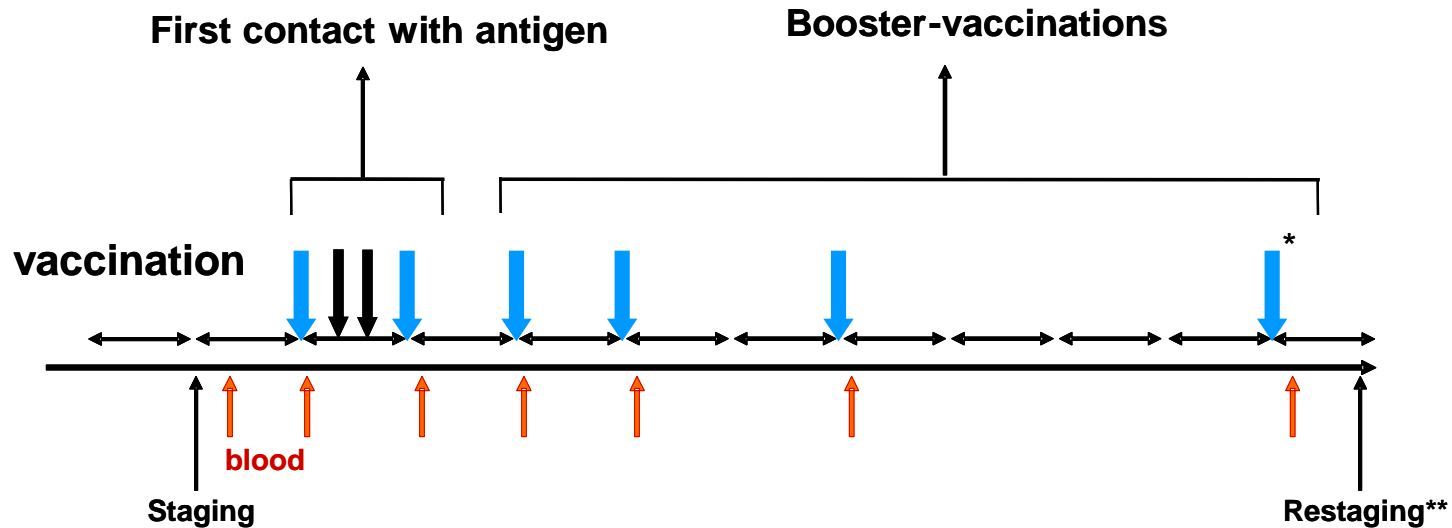 First contact with antigen
Booster-vaccinations
vaccination
*
blood
Staging
Restaging**